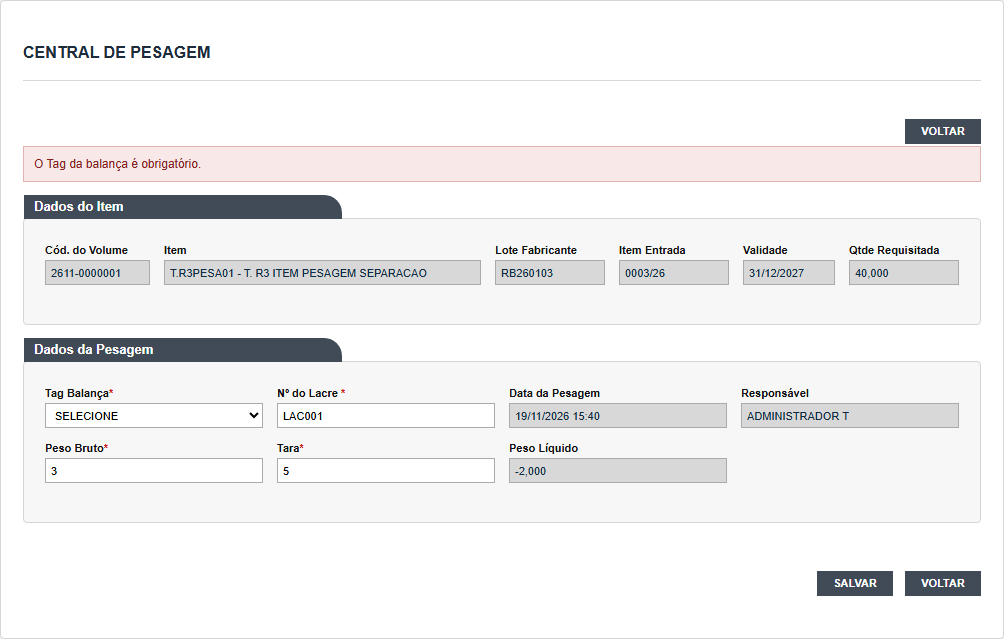 CENTRAL DE PESAGEM
VOLTAR
O Tag da balança é obrigatório.
Dados do Item
Cód. do Volume Item Lote Fabricante Item Entrada Validade Qtde Requisitada
2611-0000001 T.R3PESA01 - T. R3 ITEM PESAGEM SEPARACAO RB260103 0003/26 31/12/2027 40,000
Dados da Pesagem
Tag Balança* Nº do Lacre * Data da Pesagem Responsável
SELECIONE LAC001 19/11/2026 15:40 ADMINISTRADOR T
Peso Bruto* Tara* Peso Líquido
3 5 -2,000
SALVAR VOLTAR